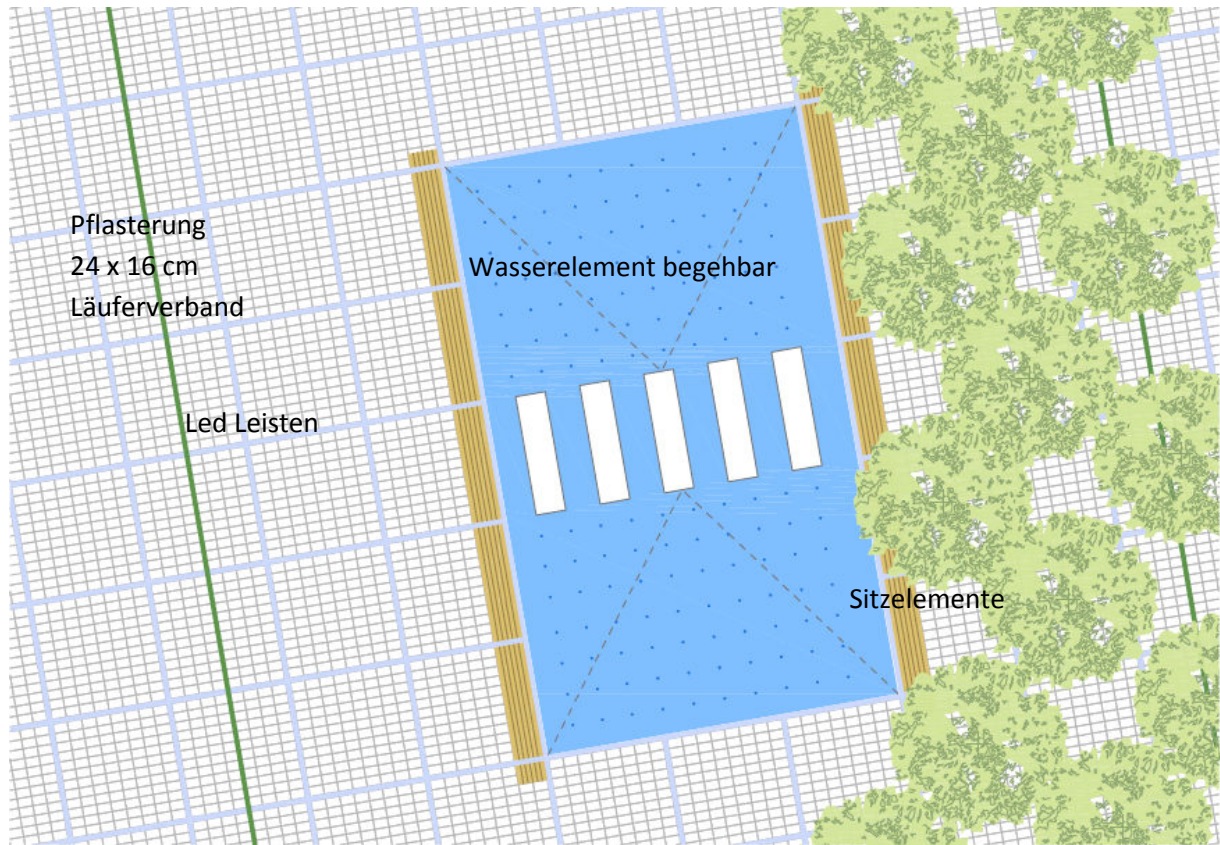 Pflasterung
24 x 16 cm
Läuferverband
Wasserelement begehbar
Led Leisten
Sitzelemente